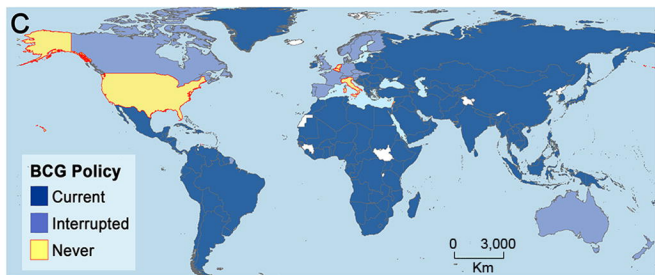 C
BCG Policy
Current
Interrupted
Never
0 3,000
Km